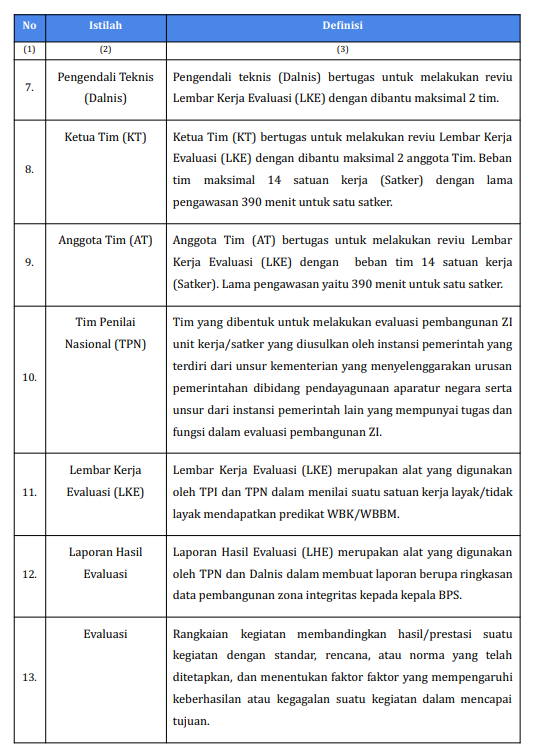 No Istilah Definisi
(1) (2) (3)
7. Pengendali Teknis (Dalnis)
Pengendali teknis (Dalnis) bertugas untuk melakukan reviu
Lembar Kerja Evaluasi (LKE) dengan dibantu maksimal 2 tim.
8. Ketua Tim (KT)
Ketua Tim (KT) bertugas untuk melakukan reviu Lembar Kerja
Evaluasi (LKE) dengan dibantu maksimal 2 anggota Tim. Beban
tim maksimal 14 satuan kerja (Satker) dengan lama
pengawasan 390 menit untuk satu satker.
9. Anggota Tim (AT)
Anggota Tim (AT) bertugas untuk melakukan reviu Lembar
Kerja Evaluasi (LKE) dengan beban tim 14 satuan kerja
(Satker). Lama pengawasan yaitu 390 menit untuk satu satker.
10. Tim Penilai
Nasional (TPN)
Tim yang dibentuk untuk melakukan evaluasi pembangunan ZI
unit kerja/satker yang diusulkan oleh instansi pemerintah yang
terdiri dari unsur kementerian yang menyelenggarakan urusan
pemerintahan dibidang pendayagunaan aparatur negara serta
unsur dari instansi pemerintah lain yang mempunyai tugas dan
fungsi dalam evaluasi pembangunan ZI.
11. Lembar Kerja
Evaluasi (LKE)
Lembar Kerja Evaluasi (LKE) merupakan alat yang digunakan
oleh TPI dan TPN dalam menilai suatu satuan kerja layak/tidak
layak mendapatkan predikat WBK/WBBM.
12. Laporan Hasil
Evaluasi
Laporan Hasil Evaluasi (LHE) merupakan alat yang digunakan
oleh TPN dan Dalnis dalam membuat laporan berupa ringkasan
data pembangunan zona integritas kepada kepala BPS.
13. Evaluasi
Rangkaian kegiatan membandingkan hasil/prestasi suatu
kegiatan dengan standar, rencana, atau norma yang telah
ditetapkan, dan menentukan faktor faktor yang mempengaruhi
keberhasilan atau kegagalan suatu kegiatan dalam mencapai
tujuan.